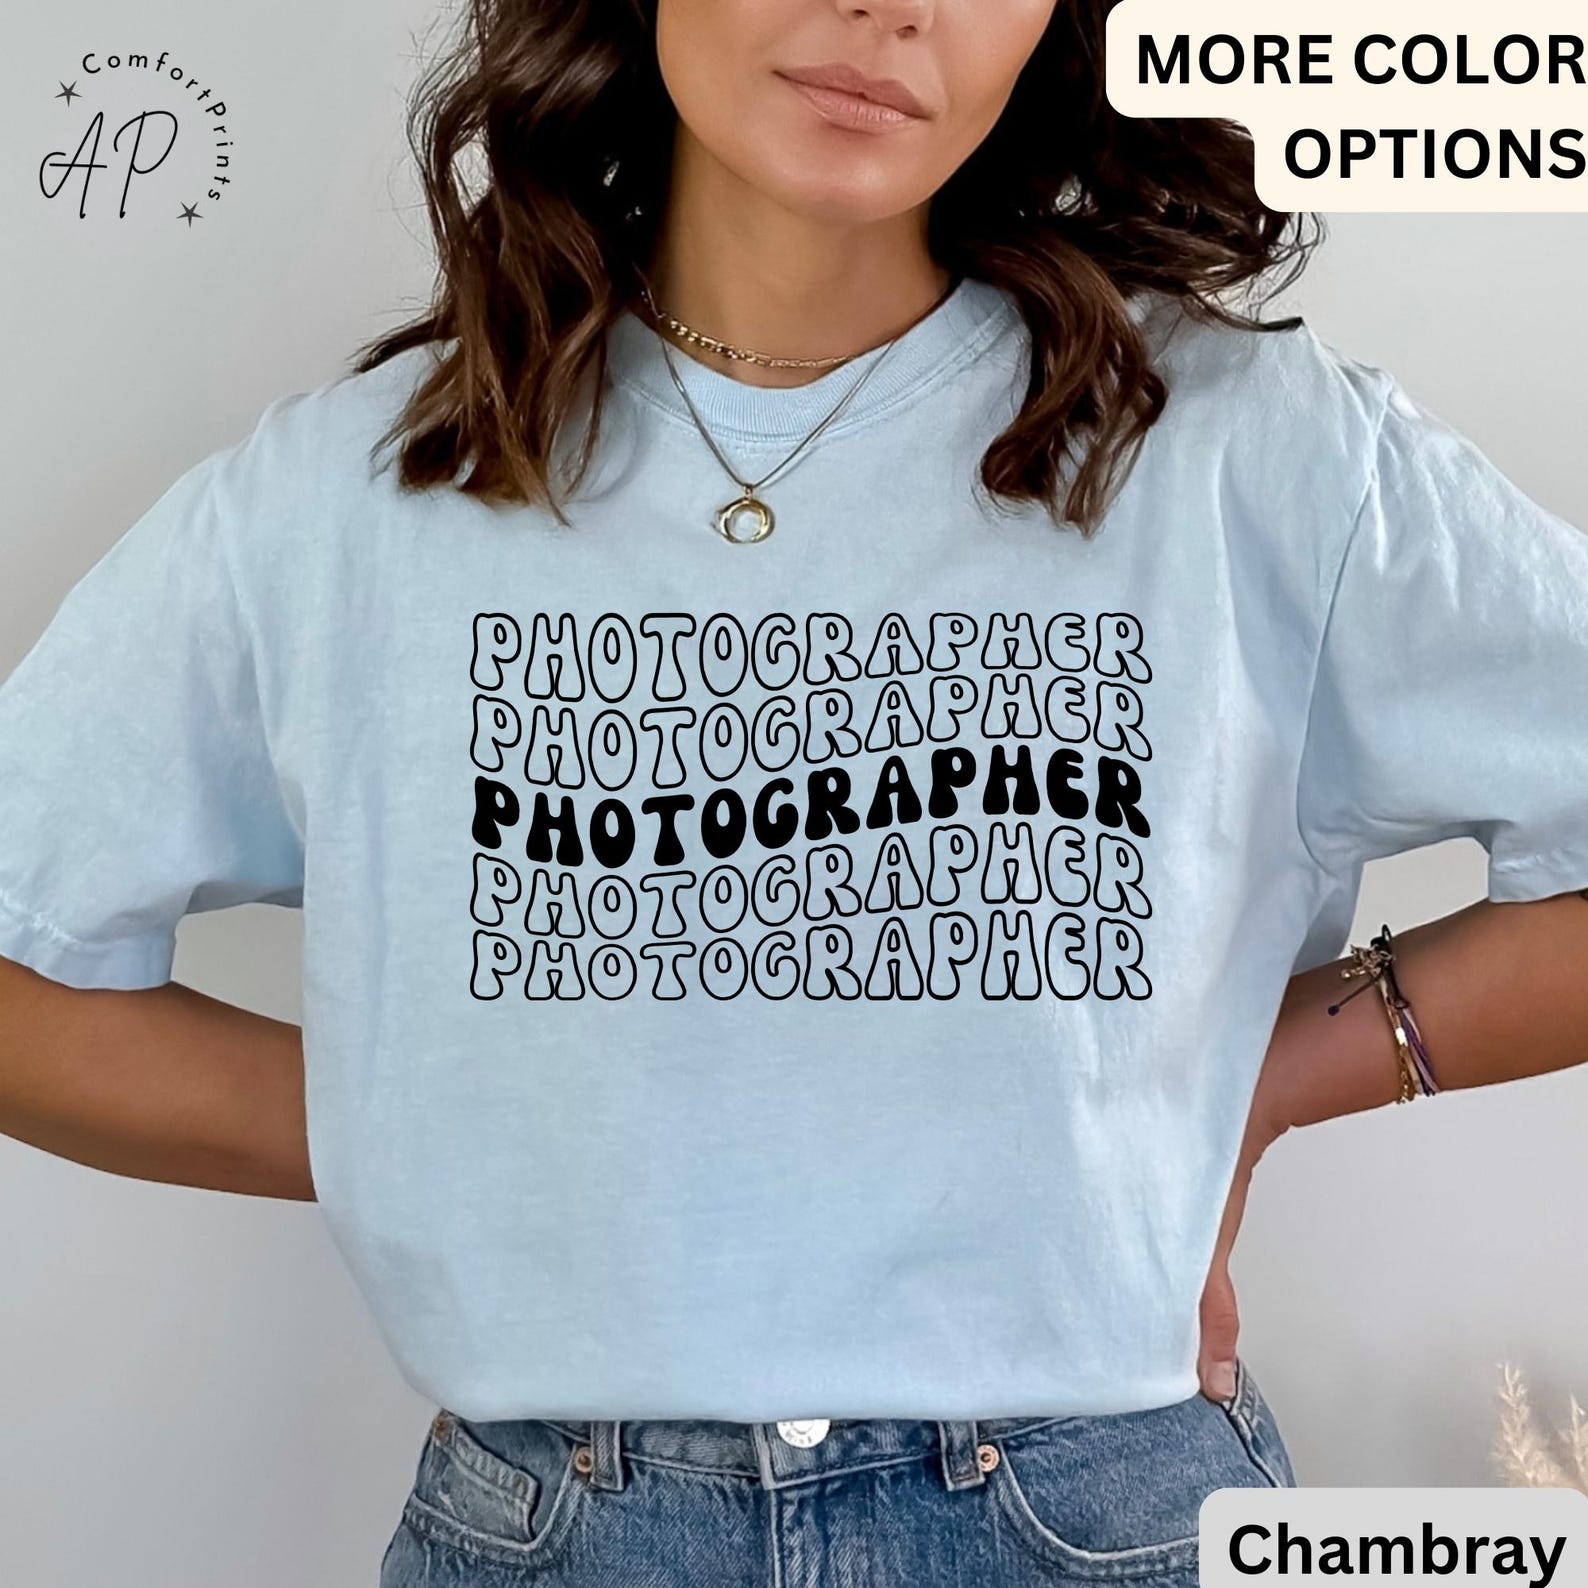 ComfortPrints
AP
MORE COLOR
OPTIONS
PHOTOGRAPHER
PHOTOGRAPHER
PHOTOGRAPHER
PHOTOGRAPHER
PHOTOGRAPHER
Chambray